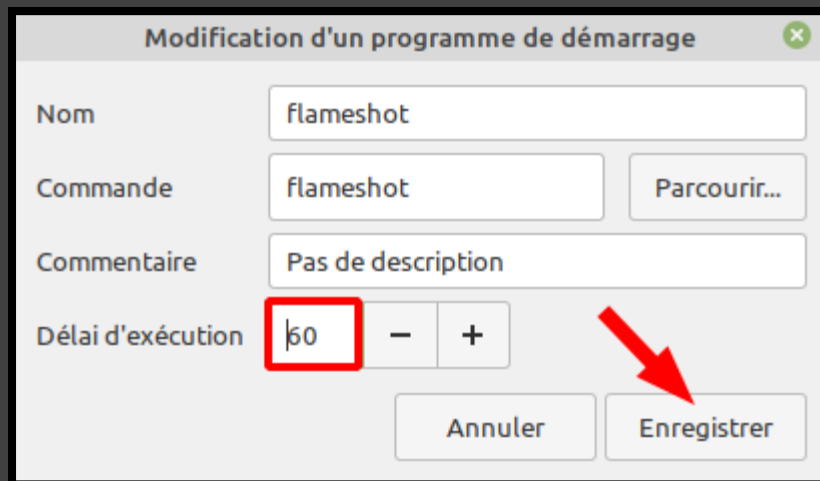 Modification d'un programme de démarrage
Nom flameshot
Commande flameshot Parcourir...
Commentaire Pas de description
Délai d'exécution 60 − +
Annuler Enregistrer